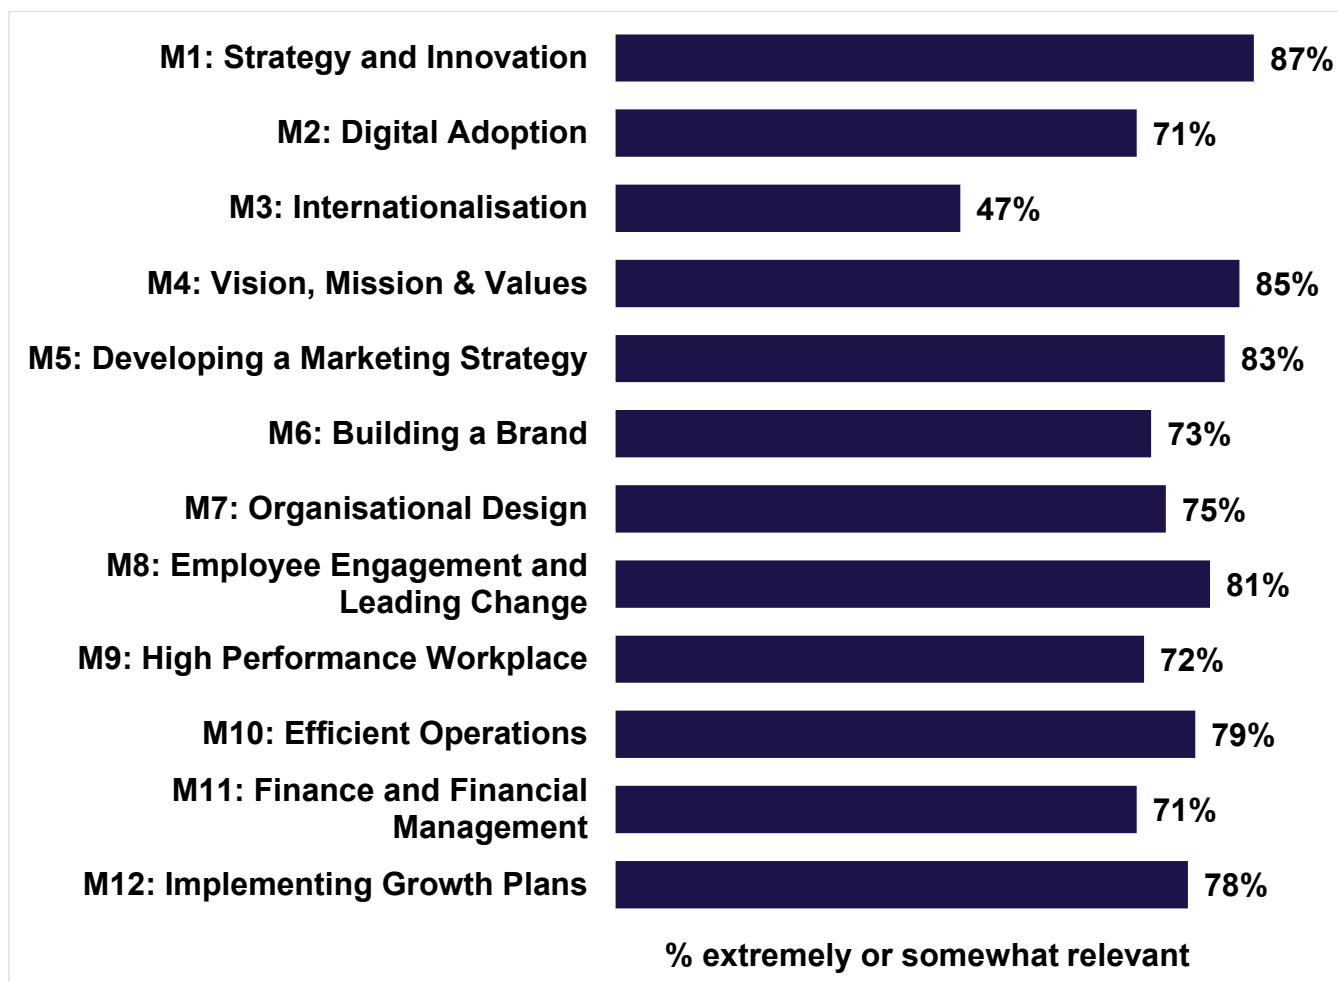 M1: Strategy and Innovation 87%
M2: Digital Adoption 71%
M3: Internationalisation 47%
M4: Vision, Mission & Values 85%
M5: Developing a Marketing Strategy 83%
M6: Building a Brand 73%
M7: Organisational Design 75%
M8: Employee Engagement and
Leading Change 81%
M9: High Performance Workplace 72%
M10: Efficient Operations 79%
M11: Finance and Financial
Management 71%
M12: Implementing Growth Plans 78%
% extremely or somewhat relevant